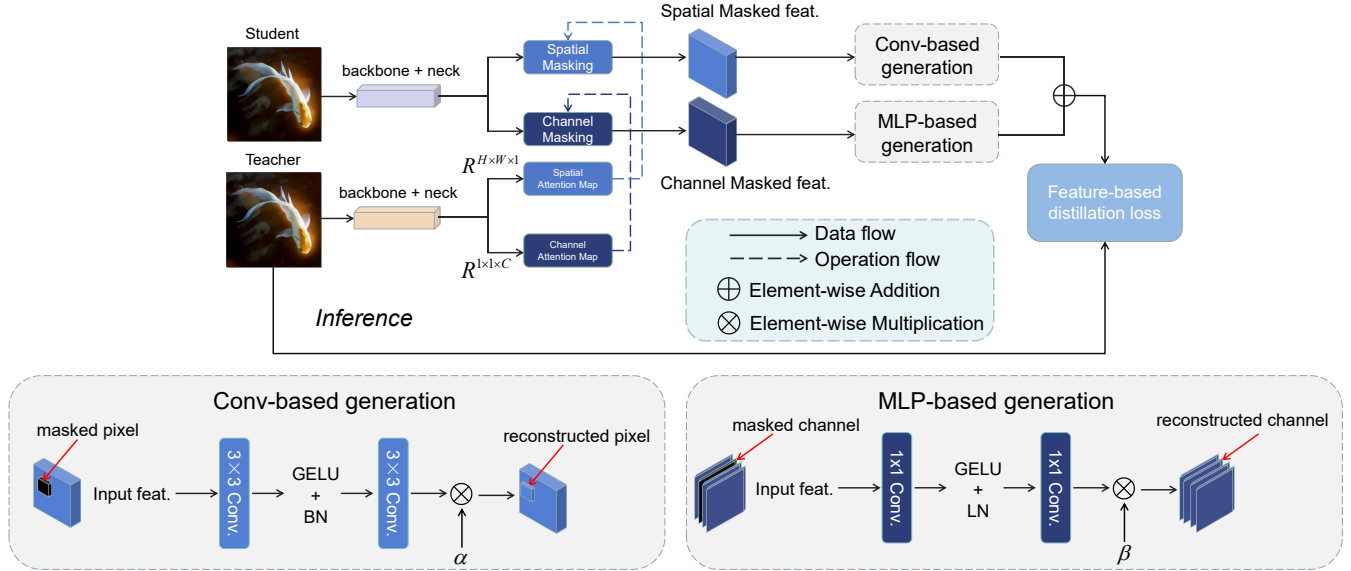 Spatial Masked feat.
Student
backbone + neck
Spatial
Masking
Conv-based
generation
Channel
Masking
MLP-based
generation
Teacher
backbone + neck
R^{H×W×1}
Spatial
Attention Map
Channel Masked feat.
Feature-based
distillation loss
Channel
Attention Map
R^{1×1×C}
Data flow
Operation flow
Element-wise Addition
Element-wise Multiplication
Inference
Conv-based generation
masked pixel
reconstructed pixel
Input feat.
3×3 Conv.
GELU
+
BN
3×3 Conv.
α
MLP-based generation
masked channel
reconstructed channel
Input feat.
1x1 Conv.
GELU
+
LN
1x1 Conv.
β